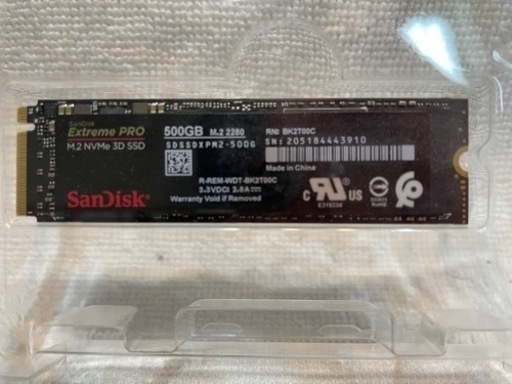 SanDisk
Extreme PRO
M.2 NVMe 3D SSD
SanDisk
500GB M.2 2280
SDSSDXPM2-500G
R-REM-WDT-BK2T00C
3.3VDC 2.8A
Warranty Void if Removed
RN: BK2T00C
SN: 205184443910
Made in China
C US